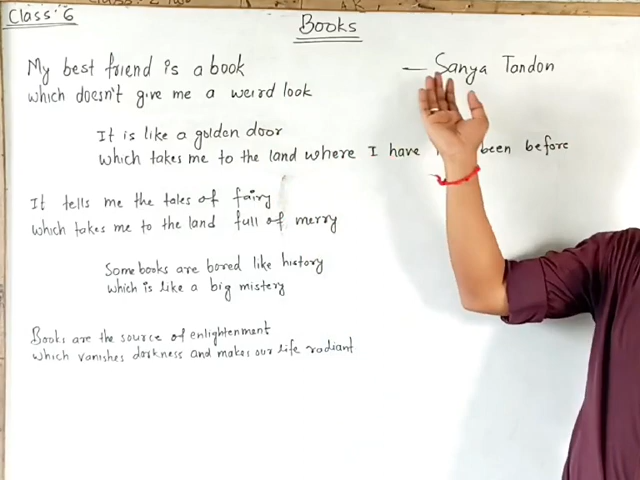 Class: 6
Books
— Sanya Tandon
My best friend is a book
which doesn't give me a weird look
It is like a golden door
which takes me to the land where I have been before
It tells me the tales of fairy
which takes me to the land full of merry
Some books are bored like history
which is like a big mistery
Books are the source of enlightenment
which vanishes darkness and makes our life radiant